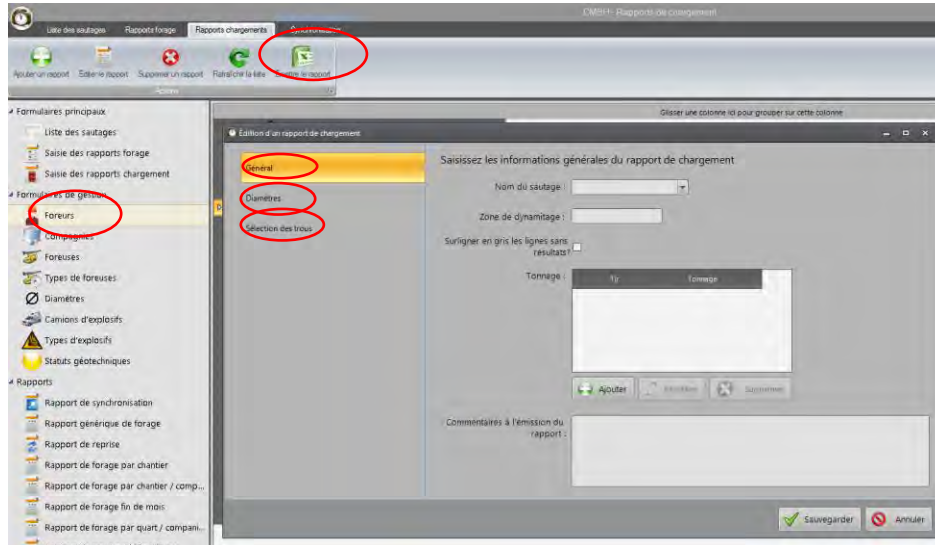 CMBH - Rapport de chargement
Liste des sautages Rapports forage Rapports chargements Synchronisation
Ajouter un rapport Editer le rapport Supprimer un rapport Rafraîchir la liste le rapport
Actions
Formulaires principaux
Liste des sautages
Saisie des rapports forage
Saisie des rapports chargement
Formulaires de gestion
Foreurs
Compagnies
Foreuses
Types de foreuses
Diamètres
Camions d'explosifs
Types d'explosifs
Statuts géotechniques
Rapports
Rapport de synchronisation
Rapport générique de forage
Rapport de reprise
Rapport de forage par chantier
Rapport de forage par chantier / comp...
Rapport de forage fin de mois
Rapport de forage par quart / compani...
Glisser une colonne ici pour grouper sur cette colonne
Édition d'un rapport de chargement
Général
Diamètres
Sélection des trous
Saisissez les informations générales du rapport de chargement
Nom du sautage :
Zone de dynamitage :
Surligner en gris les lignes sans
résultats?
Tonnage :
Tir Tonnage
Ajouter Modifier Supprimer
Commentaires à l'émission du
rapport :
Sauvegarder Annuler